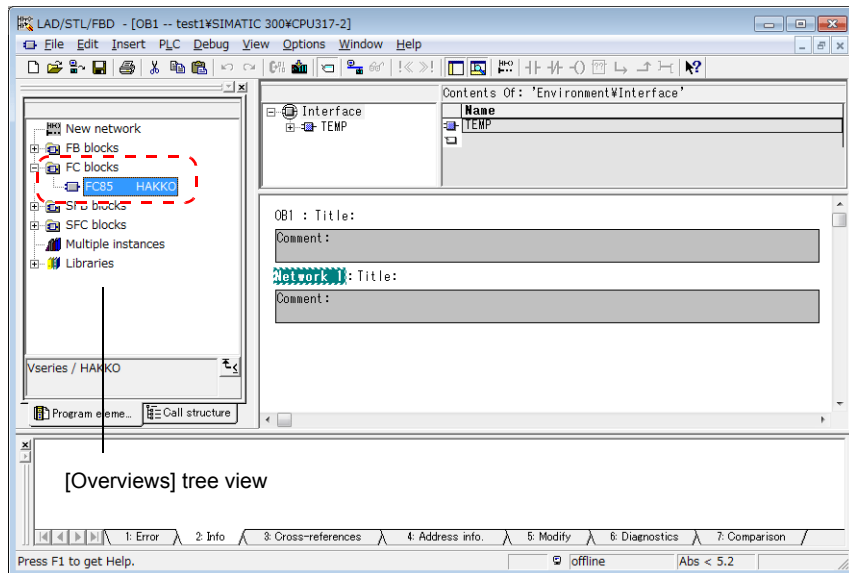 LAD/STL/FBD - [OB1 -- test1¥SIMATIC 300¥CPU317-2]
File Edit Insert PLC Debug View Options Window Help
Contents Of: 'Environment¥Interface'
Interface
TEMP
Name
TEMP
New network
FB blocks
FC blocks
FC85 HAKKO
SFB blocks
SFC blocks
Multiple instances
Libraries
OB1 : Title:
Comment:
Network 1: Title:
Comment:
Vseries / HAKKO
Program eleme... Call structure
[Overviews] tree view
1: Error 2: Info 3: Cross-references 4: Address info. 5: Modify 6: Diagnostics 7: Comparison
Press F1 to get Help. offline Abs < 5.2